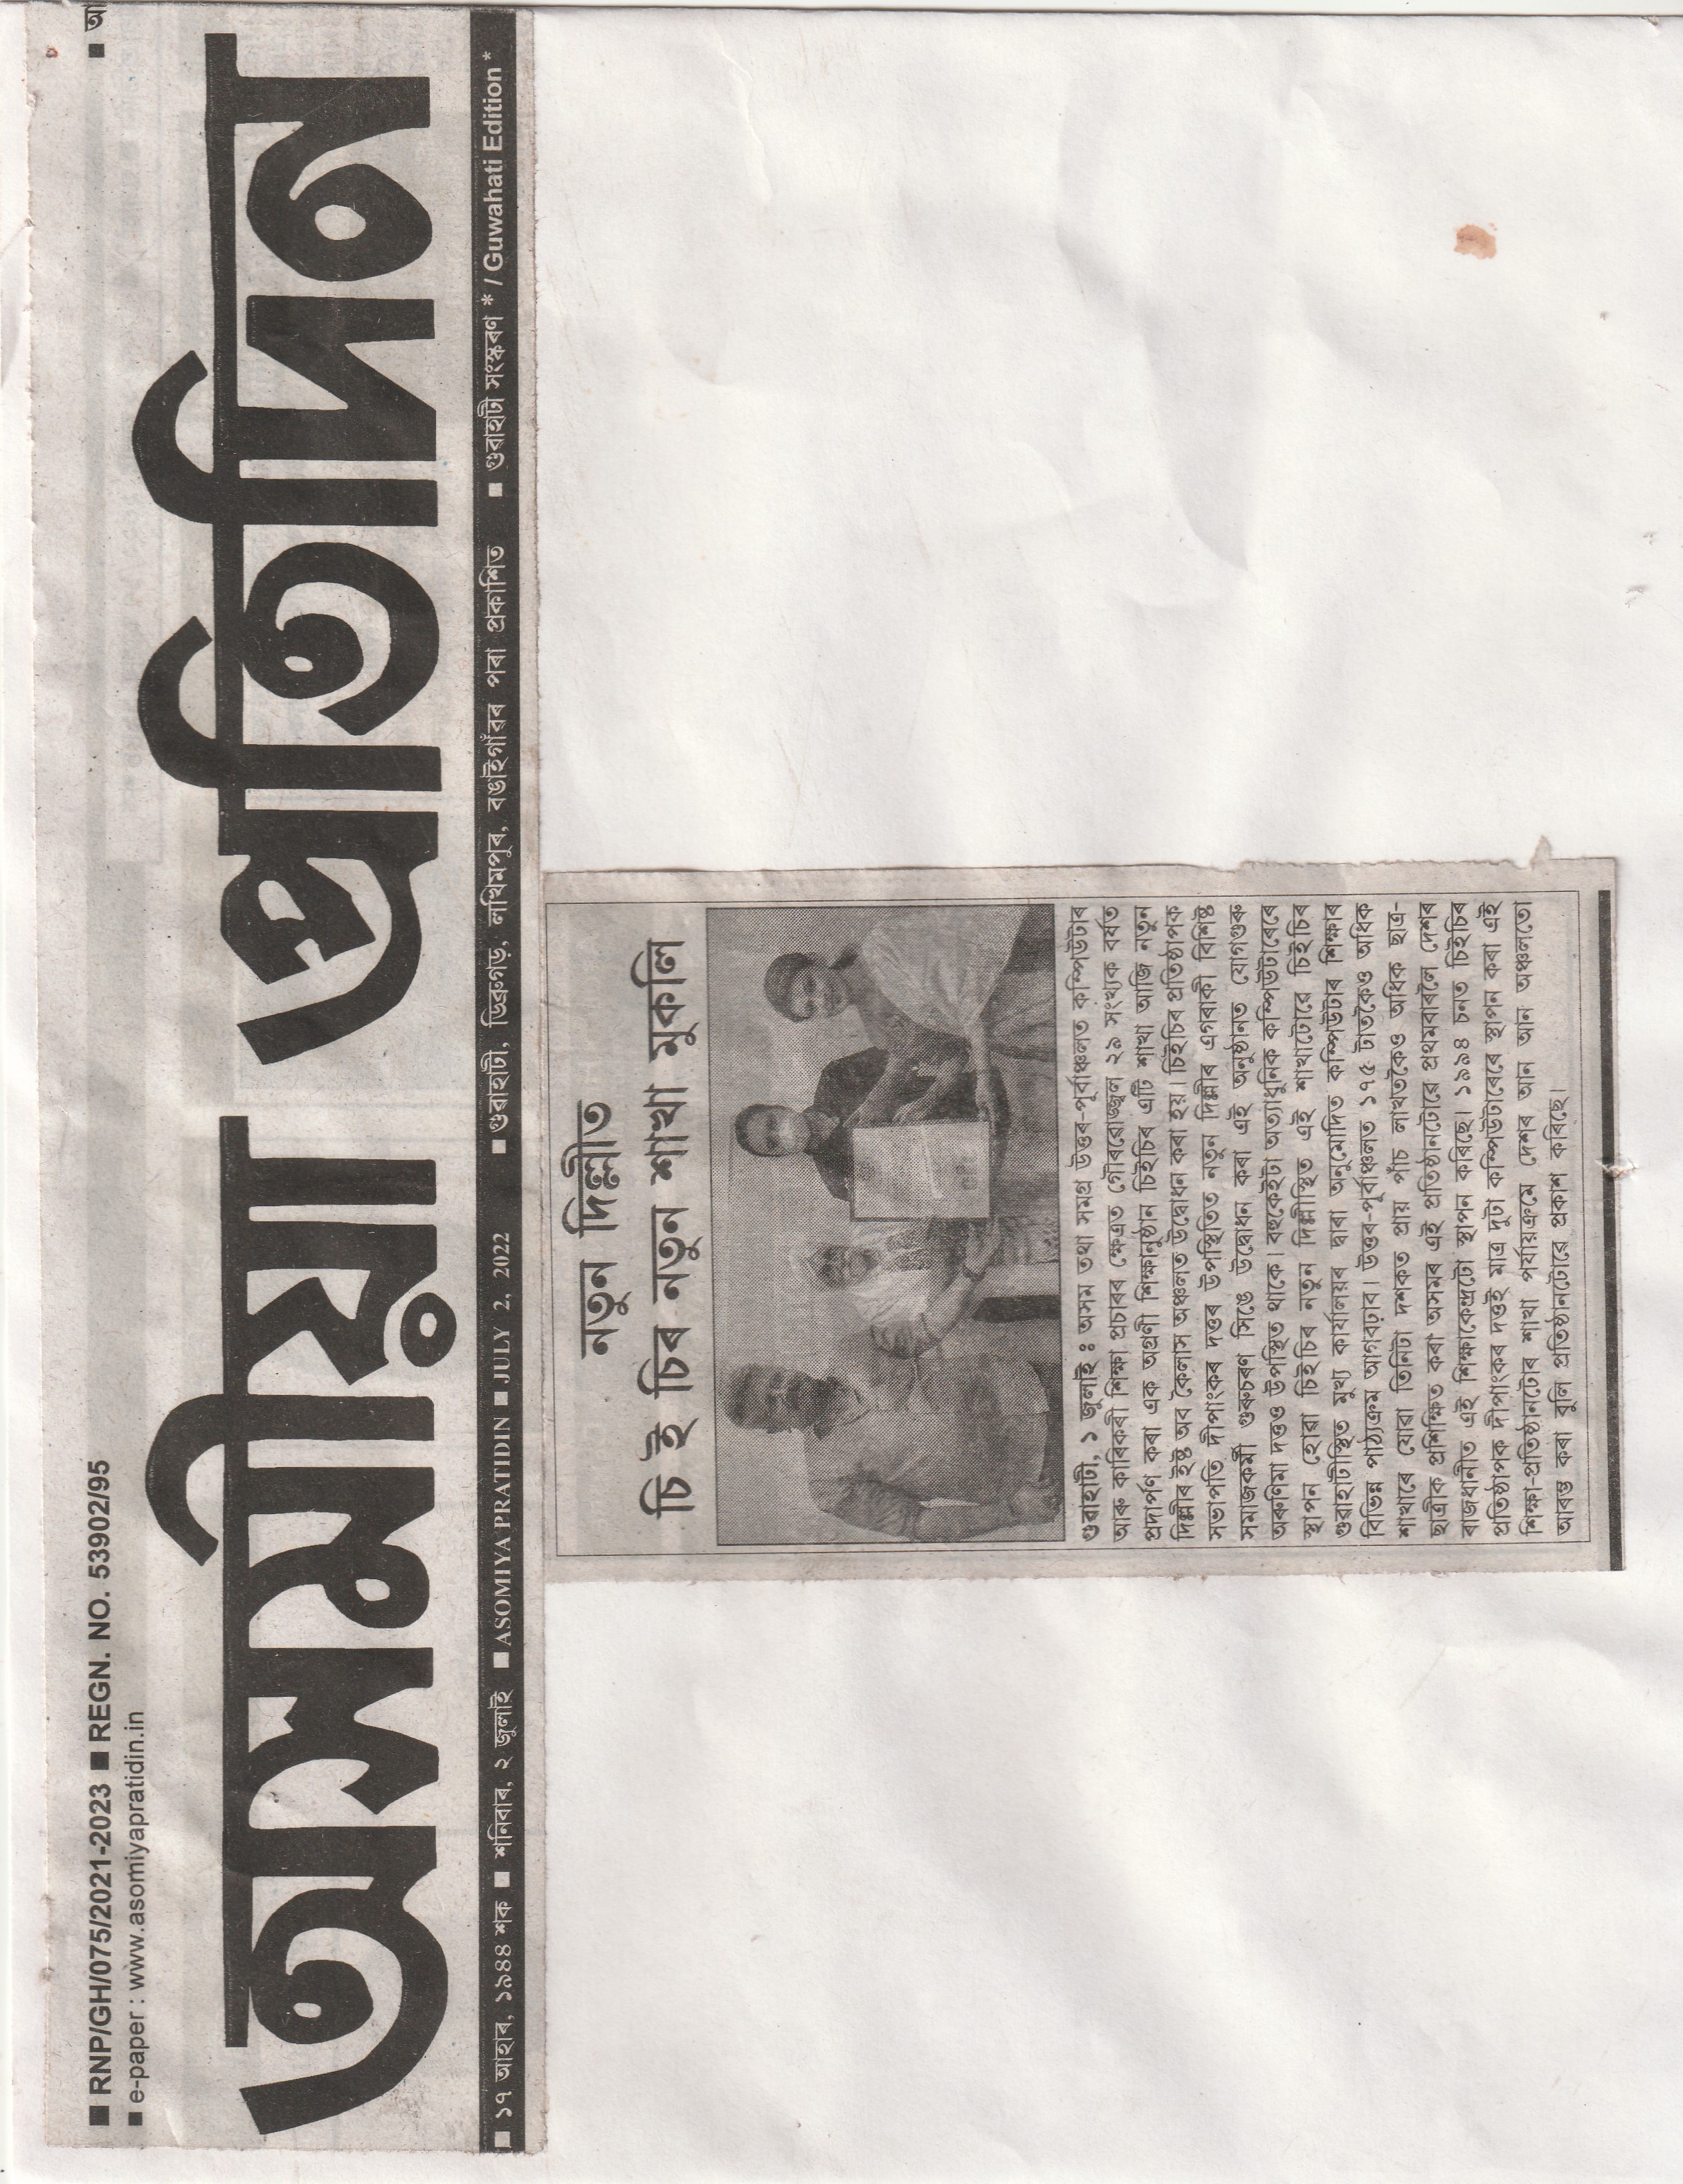 ■ RNP/GH/075/2021-2023 ■ REGN. NO. 53902/95
■ e-paper : www.asomiyapratidin.in
অসমীয়া প্ৰতিদিন
■ ১৭ আহাৰ, ১৯৪৪ শক ■ শনিবাৰ, ২ জুলাই ■ ASOMIYA PRATIDIN ■ JULY 2, 2022 ■ গুৱাহাটী, ডিব্ৰুগড়, লখিমপুৰ, বঙাইগাঁৱৰ পৰা প্ৰকাশিত ■ গুৱাহাটী সংস্কৰণ * / Guwahati Edition *
নতুন দিল্লীত
চি ই চিৰ নতুন শাখা মুকলি
গুৱাহাটী, ১ জুলাই ঃ অসম তথা সমগ্ৰ উত্তৰ-পূৰ্বাঞ্চলত কম্পিউটাৰ
আৰু কাৰিকৰী শিক্ষা প্ৰচাৰৰ ক্ষেত্ৰত গৌৰৱোজ্জ্বল ২৯ সংখ্যক বৰ্ষত
প্ৰদাৰ্পণ কৰা এক অগ্ৰণী শিক্ষানুষ্ঠান চিইচিৰ এটি শাখা আজি নতুন
দিল্লীৰ ইষ্ট অব কৈলাস অঞ্চলত উদ্বোধন কৰা হয়। চিইচিৰ প্ৰতিষ্ঠাপক
সভাপতি দীপাংকৰ দত্তৰ উপস্থিতিত নতুন দিল্লীৰ এগৰাকী বিশিষ্ট
সমাজকৰ্মী গুৰুচৰণ সিঙে উদ্বোধন কৰা এই অনুষ্ঠানত যোগগুৰু
অৰুণিমা দত্তও উপস্থিত থাকে। বহুকেইটা অত্যাধুনিক কম্পিউটাৰেৰে
স্থাপন হোৱা চিইচিৰ নতুন দিল্লীস্থিত এই শাখাটোৱে চিইচিৰ
গুৱাহাটীস্থিত মুখ্য কাৰ্যালয়ৰ দ্বাৰা অনুমোদিত কম্পিউটাৰ শিক্ষাৰ
বিভিন্ন পাঠ্যক্ৰম আগবঢ়াব। উত্তৰ-পূৰ্বাঞ্চলত ১৭৫ টাতকৈও অধিক
শাখাৰে যোৱা তিনিটা দশকত প্ৰায় পাঁচ লাখতকৈও অধিক ছাত্ৰ-
ছাত্ৰীক প্ৰশিক্ষিত কৰা অসমৰ এই প্ৰতিষ্ঠানটোৱে প্ৰথমবাৰলৈ দেশৰ
ৰাজধানীত এই শিক্ষাকেন্দ্ৰটো স্থাপন কৰিছে। ১৯৯৪ চনত চিইচিৰ
প্ৰতিষ্ঠাপক দীপাংকৰ দত্তই মাত্ৰ দুটা কম্পিউটাৰেৰে স্থাপন কৰা এই
শিক্ষা-প্ৰতিষ্ঠানটোৰ শাখা পৰ্যায়ক্ৰমে দেশৰ আন আন অঞ্চলতো
আৰম্ভ কৰা বুলি প্ৰতিষ্ঠানটোৱে প্ৰকাশ কৰিছে।